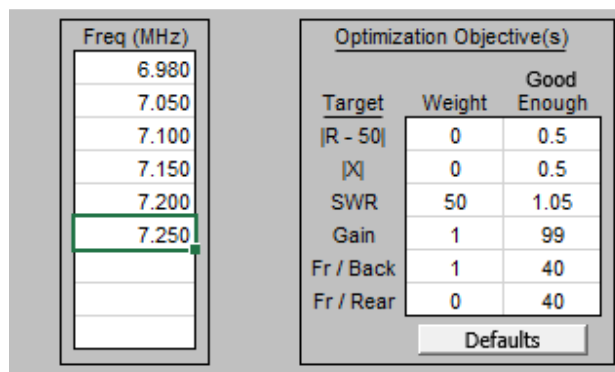 Freq (MHz)
6.980
7.050
7.100
7.150
7.200
7.250
Optimization Objective(s)
Target Weight Good Enough
|R - 50| 0 0.5
|X| 0 0.5
SWR 50 1.05
Gain 1 99
Fr / Back 1 40
Fr / Rear 0 40
Defaults